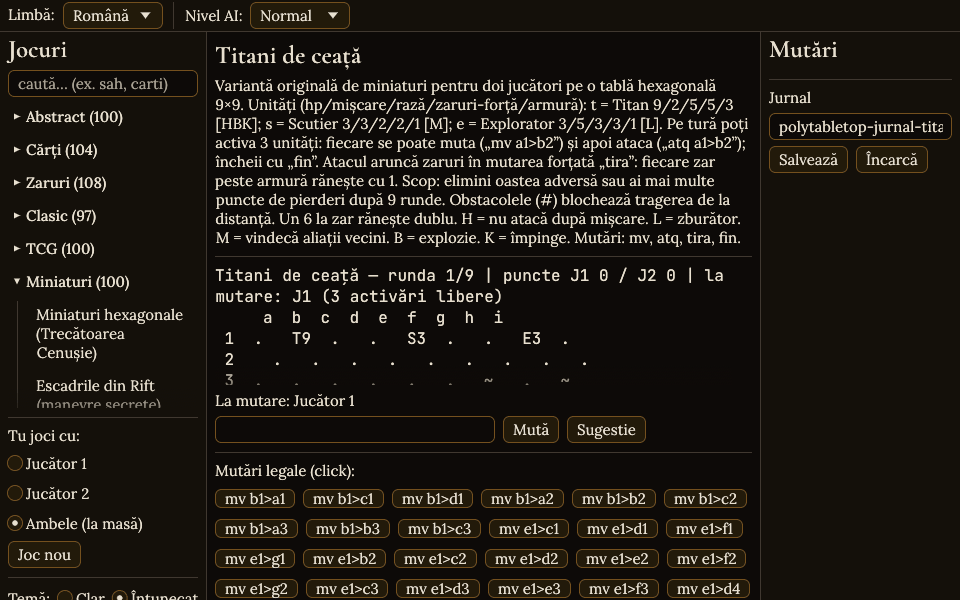 Limbă: Română ▼ Nivel AI: Normal ▼
Jocuri
caută... (ex. sah, carti)
▸ Abstract (100)
▸ Cărți (104)
▸ Zaruri (108)
▸ Clasic (97)
▸ TCG (100)
▾ Miniaturi (100)
Miniaturi hexagonale
(Trecătoarea
Cenușie)
Escadrile din Rift
(manevre secrete)
Tu joci cu:
Jucător 1
Jucător 2
Ambele (la masă)
Joc nou
Temă: Clar Întunecat
Titani de ceață
Variantă originală de miniaturi pentru doi jucători pe o tablă hexagonală
9×9. Unități (hp/mișcare/rază/zaruri-forță/armură): t = Titan 9/2/5/5/3
[HBK]; s = Scutier 3/3/2/2/1 [M]; e = Explorator 3/5/3/3/1 [L]. Pe tură poți
activa 3 unități: fiecare se poate muta („mv a1>b2”) și apoi ataca („atq a1>b2”);
închei cu „fin”. Atacul aruncă zaruri în mutarea forțată „tira”: fiecare zar
peste armură rănește cu 1. Scop: elimini oastea adversă sau ai mai multe
puncte de pierderi după 9 runde. Obstacolele (#) blochează tragerea de la
distanță. Un 6 la zar rănește dublu. H = nu atacă după mișcare. L = zburător.
M = vindecă aliații vecini. B = explozie. K = împinge. Mutări: mv, atq, tira, fin.
Titani de ceață — runda 1/9 | puncte J1 0 / J2 0 | la
mutare: J1 (3 activări libere)
a b c d e f g h i
1 . T9 . . S3 . . E3 .
2 . . . . . . . . .
3 . . . . . . ~ . ~
La mutare: Jucător 1
Mută Sugestie
Mutări legale (click):
mv b1>a1 mv b1>c1 mv b1>d1 mv b1>a2 mv b1>b2 mv b1>c2
mv b1>a3 mv b1>b3 mv b1>c3 mv e1>c1 mv e1>d1 mv e1>f1
mv e1>g1 mv e1>b2 mv e1>c2 mv e1>d2 mv e1>e2 mv e1>f2
mv e1>g2 mv e1>c3 mv e1>d3 mv e1>e3 mv e1>f3 mv e1>d4
Mutări
Jurnal
polytabletop-jurnal-tita
Salvează Încarcă